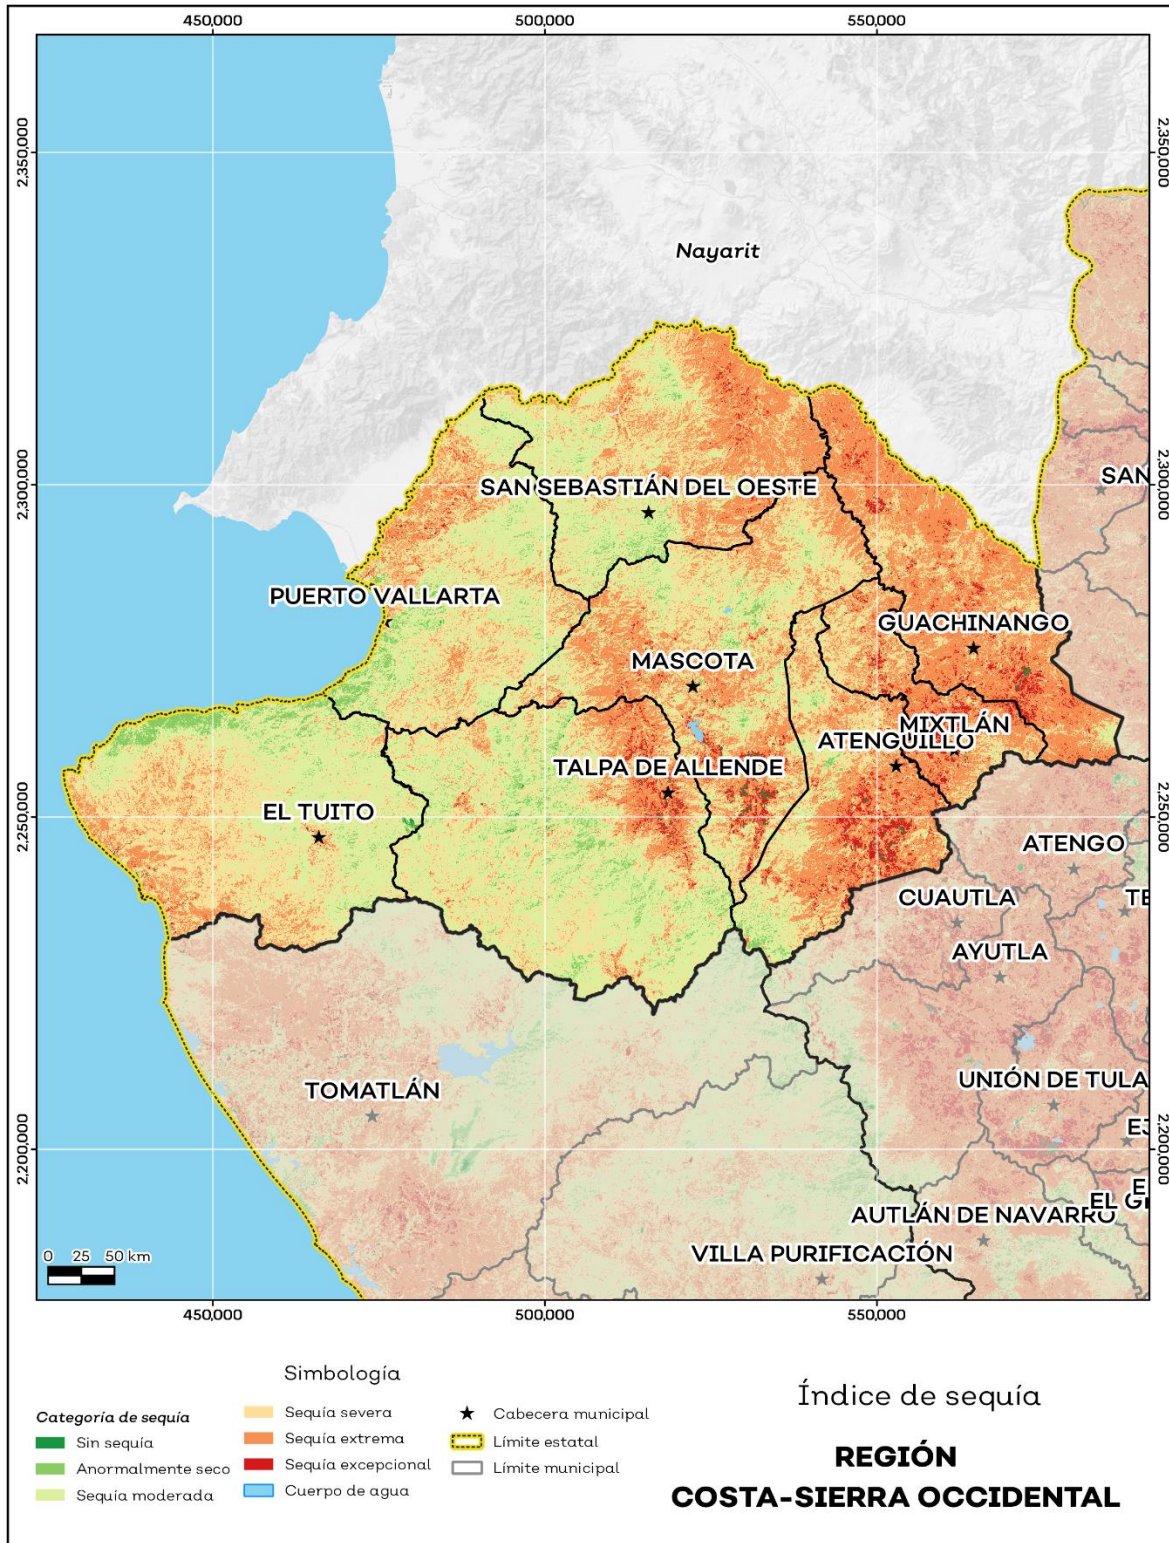 450,000 500,000 550,000
2,350,000 2,350,000
Nayarit
SAN
2,300,000 2,300,000
SAN SEBASTIÁN DEL OESTE
PUERTO VALLARTA
GUACHINANGO
MASCOTA
MIXTLÁN
ATENGUILLO
TALPA DE ALLENDE
EL TUITO
2,250,000 2,250,000
ATENGO
CUAUTLA
TE
AYUTLA
UNIÓN DE TULA
TOMATLÁN
EJ
2,200,000 2,200,000
E
EL G
AUTLÁN DE NAVARRO
VILLA PURIFICACIÓN
0 25 50 km
450,000 500,000 550,000
Simbología
Categoría de sequía
Sin sequía
Anormalmente seco
Sequía moderada
Sequía severa
Sequía extrema
Sequía excepcional
Cuerpo de agua
Cabecera municipal
Límite estatal
Límite municipal
Índice de sequía
REGIÓN
COSTA-SIERRA OCCIDENTAL